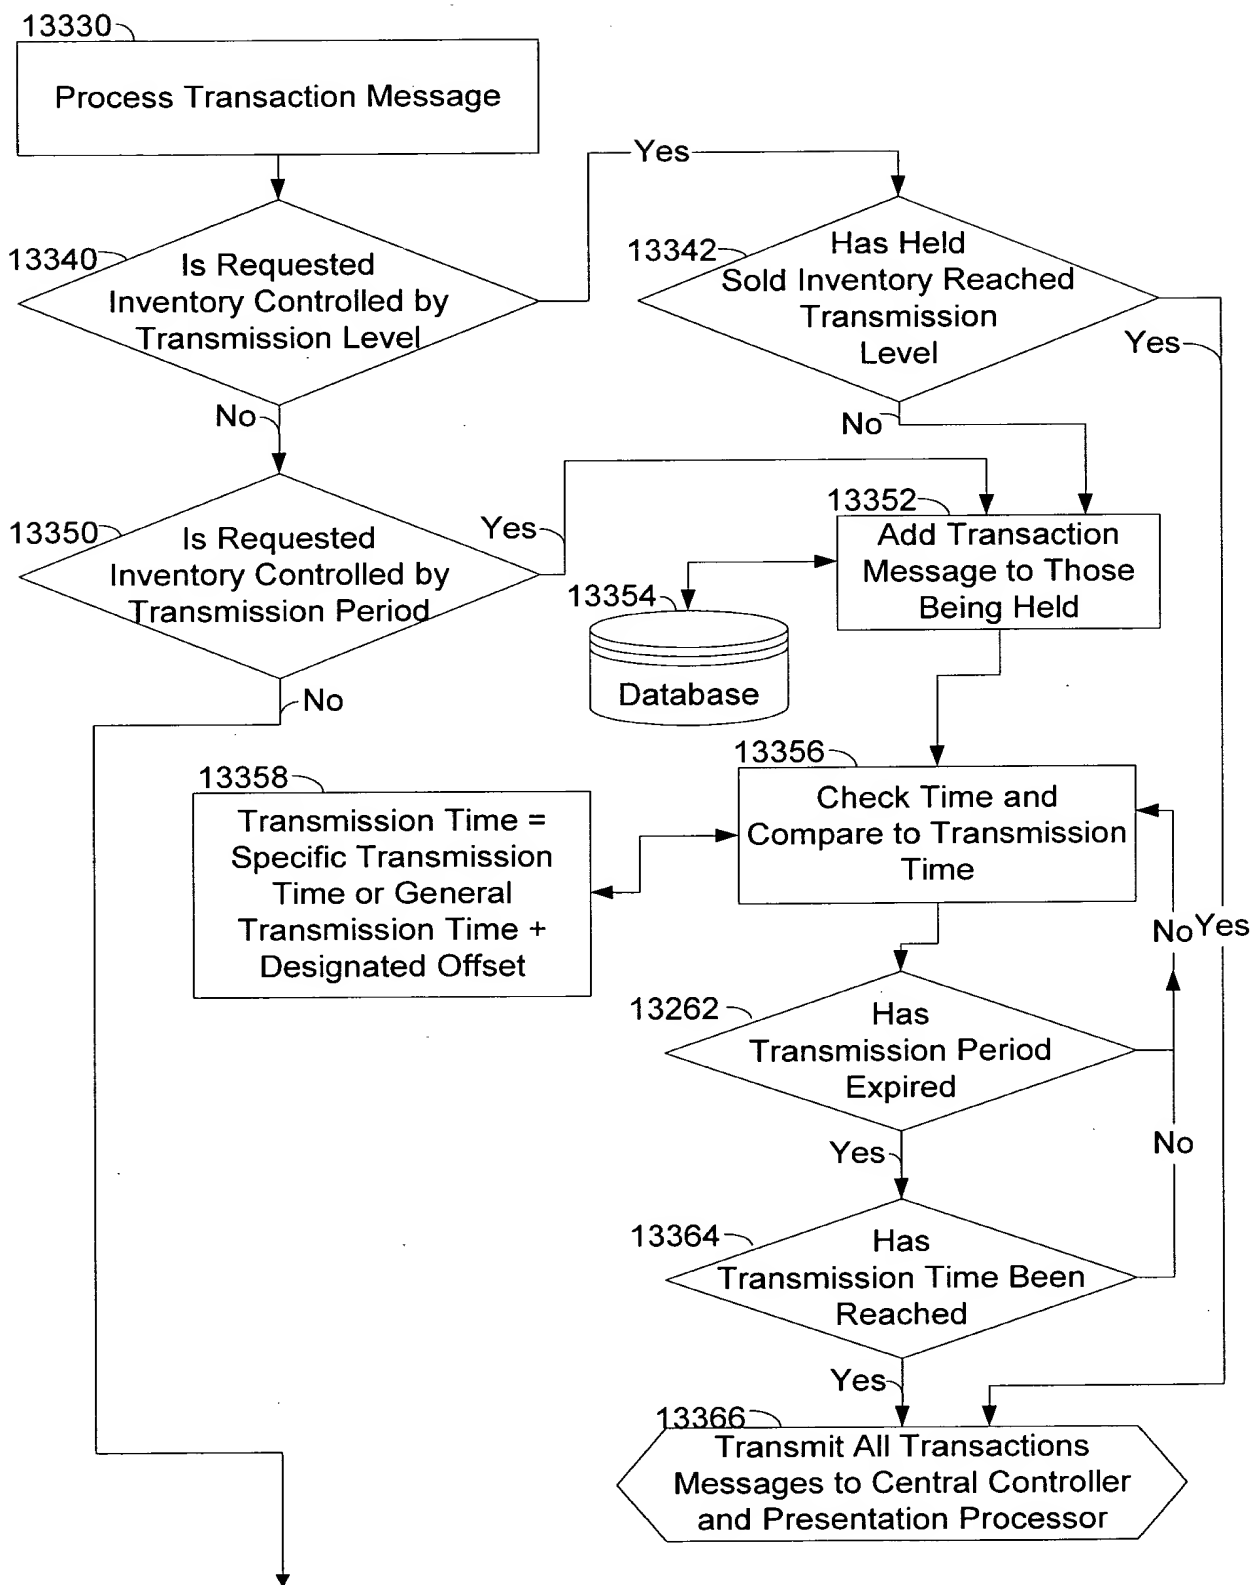 13330
Process Transaction Message
Yes
13340
Is Requested
Inventory Controlled by
Transmission Level
13342
Has Held
Sold Inventory Reached
Transmission
Level
Yes
No
No
13350
Is Requested
Inventory Controlled by
Transmission Period
Yes
13352
Add Transaction
Message to Those
Being Held
13354
Database
No
13356
Check Time and
Compare to Transmission
Time
13358
Transmission Time =
Specific Transmission
Time or General
Transmission Time +
Designated Offset
No
Yes
13262
Has
Transmission Period
Expired
Yes
No
13364
Has
Transmission Time Been
Reached
Yes
13366
Transmit All Transactions
Messages to Central Controller
and Presentation Processor